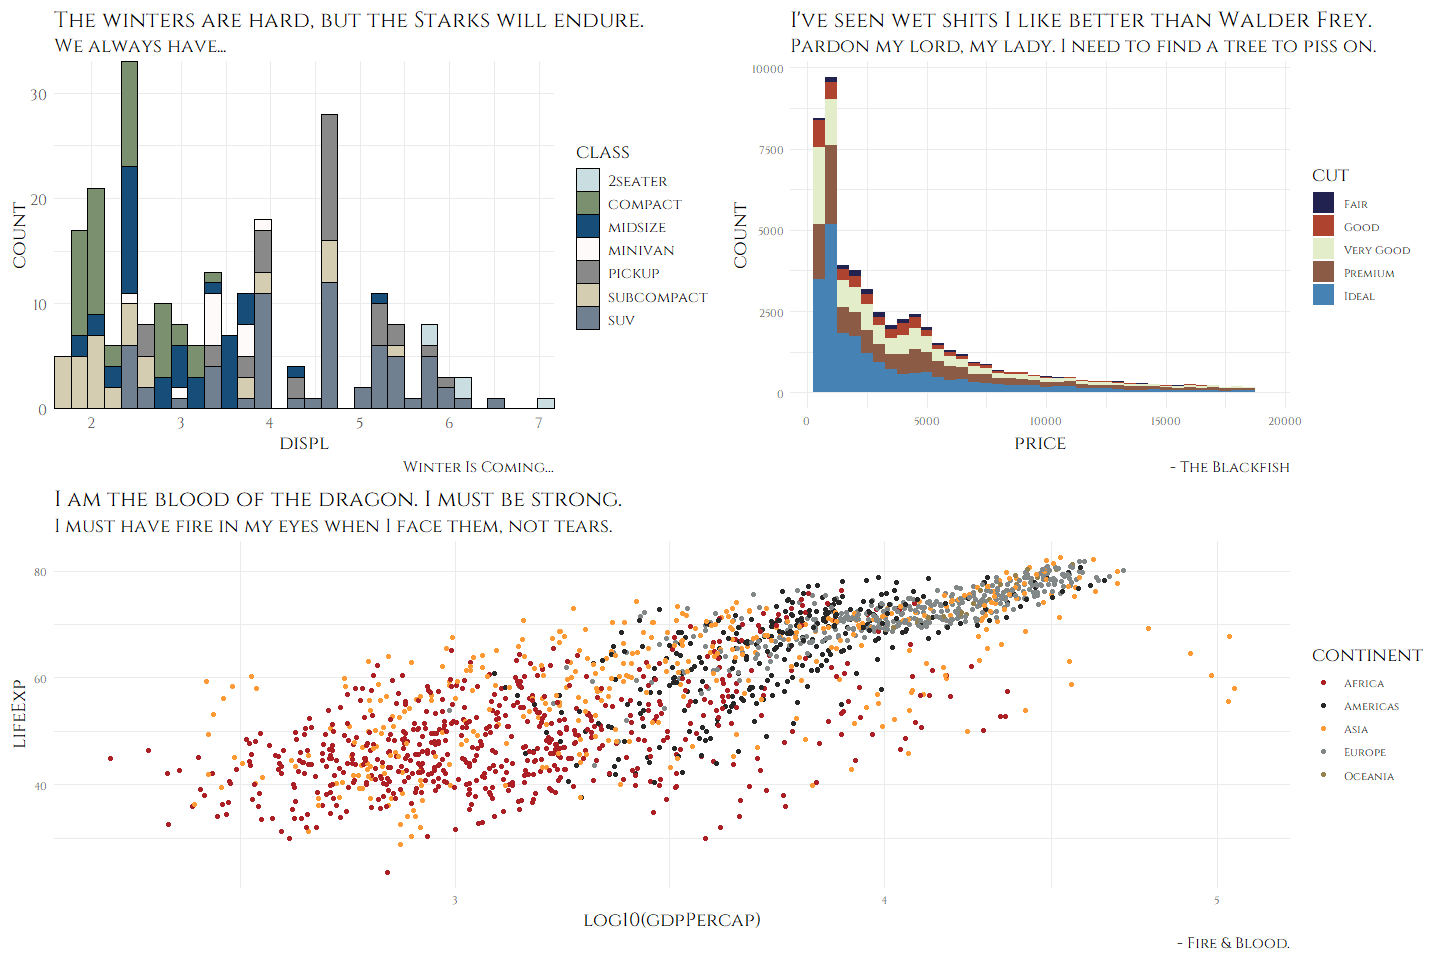 The winters are hard, but the Starks will endure.
We always have...
30
20
10
0
COUNT
2 3 4 5 6 7
DISPL
CLASS
2seater
compact
midsize
minivan
pickup
subcompact
suv
Winter Is Coming...
I've seen wet shits I like better than Walder Frey.
Pardon my lord, my lady. I need to find a tree to piss on.
10000
7500
5000
2500
0
COUNT
0 5000 10000 15000 20000
PRICE
CUT
Fair
Good
Very Good
Premium
Ideal
- The Blackfish
I am the blood of the dragon. I must be strong.
I must have fire in my eyes when I face them, not tears.
80
60
40
lifeExp
3 4 5
log10(gdpPercap)
CONTINENT
Africa
Americas
Asia
Europe
Oceania
- Fire & Blood.